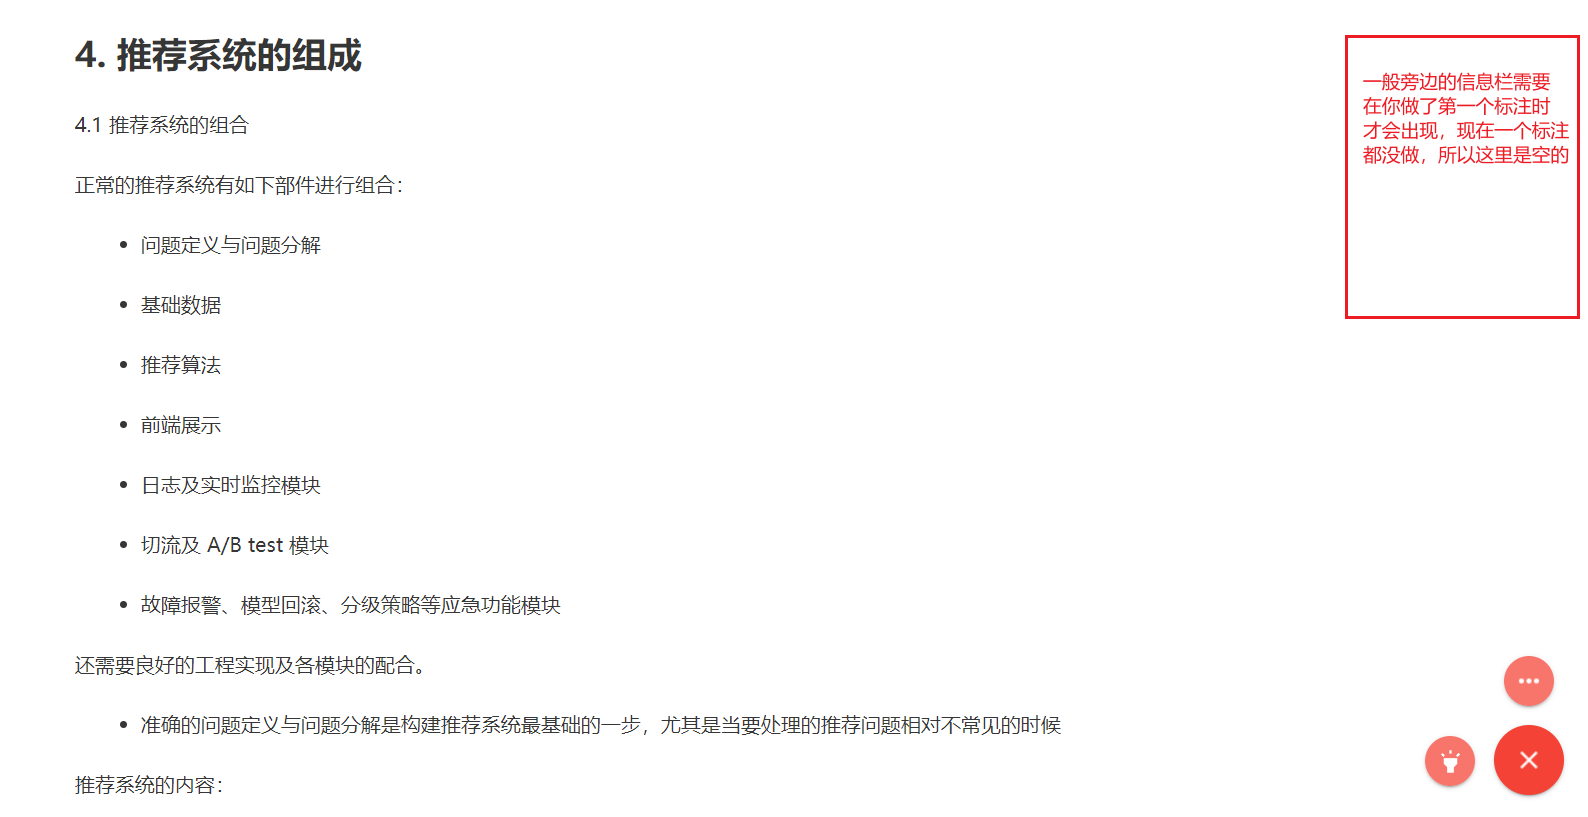 4. 推荐系统的组成
4.1 推荐系统的组合
正常的推荐系统有如下部件进行组合：
• 问题定义与问题分解
• 基础数据
• 推荐算法
• 前端展示
• 日志及实时监控模块
• 切流及 A/B test 模块
• 故障报警、模型回滚、分级策略等应急功能模块
还需要良好的工程实现及各模块的配合。
• 准确的问题定义与问题分解是构建推荐系统最基础的一步，尤其是当要处理的推荐问题相对不常见的时候
推荐系统的内容：
一般旁边的信息栏需要
在你做了第一个标注时
才会出现，现在一个标注
都没做，所以这里是空的